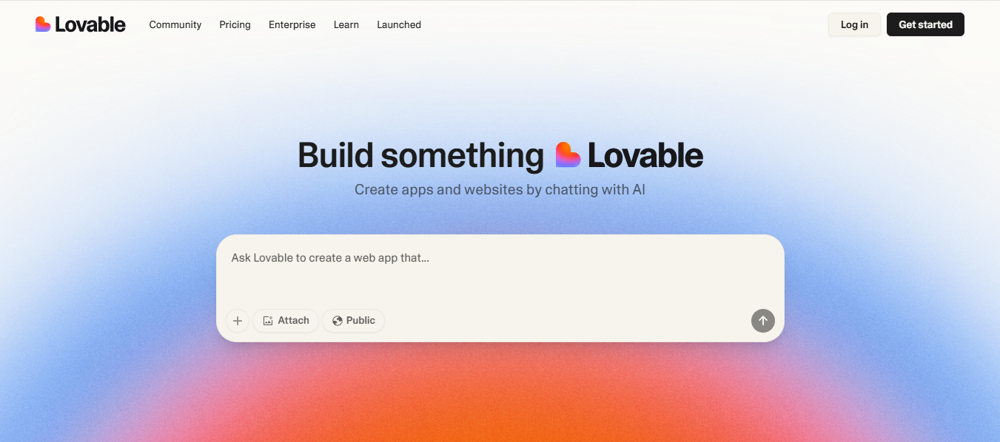 Lovable Community Pricing Enterprise Learn Launched Log in Get started
Build something Lovable
Create apps and websites by chatting with AI
Ask Lovable to create a web app that...
Attach Public